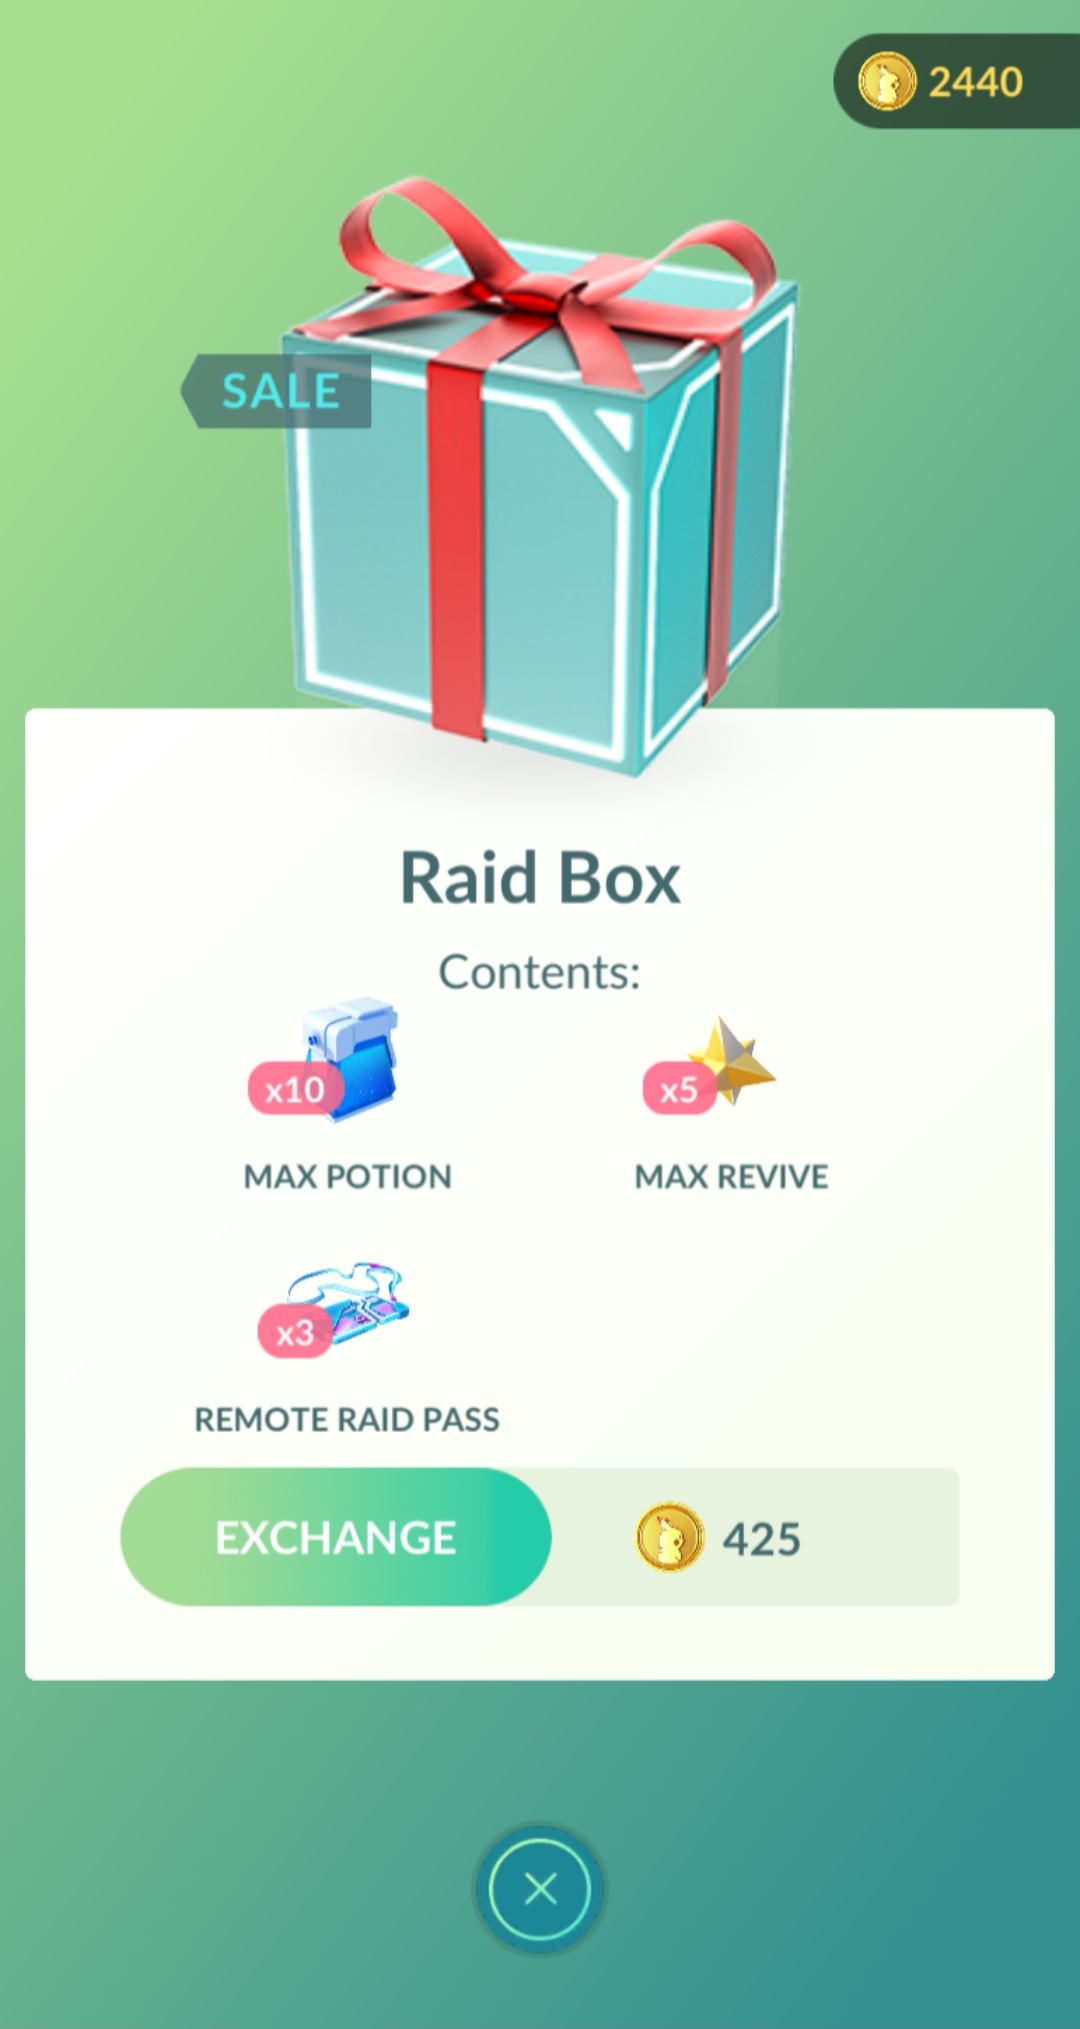 2440
SALE
Raid Box
Contents:
x10
x5
MAX POTION
MAX REVIVE
x3
REMOTE RAID PASS
EXCHANGE
425